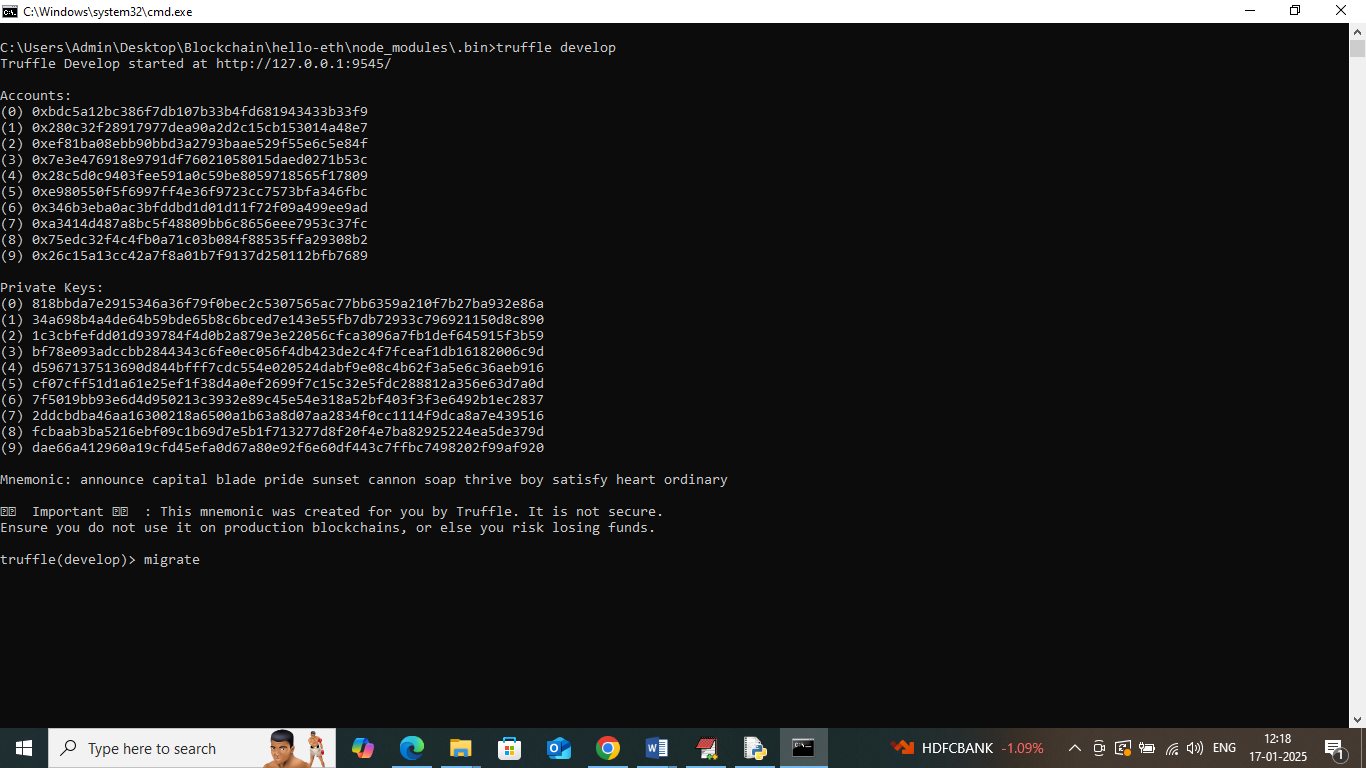 C:\Windows\system32\cmd.exe
C:\Users\Admin\Desktop\Blockchain\hello-eth\node_modules\.bin>truffle develop
Truffle Develop started at http://127.0.0.1:9545/
Accounts:
(0) 0xbdc5a12bc386f7db107b33b4fd681943433b33f9
(1) 0x280c32f28917977dea90a2d2c15cb153014a48e7
(2) 0xef81ba08ebb90bbd3a2793baae529f55e6c5e84f
(3) 0x7e3e476918e9791df76021058015daed0271b53c
(4) 0x28c5d0c9403fee591a0c59be8059718565f17809
(5) 0xe980550f5f6997ff4e36f9723cc7573bfa346fbc
(6) 0x346b3eba0ac3bfddbd1d01d11f72f09a499ee9ad
(7) 0xa3414d487a8bc5f48809bb6c8656eee7953c37fc
(8) 0x75edc32f4c4fb0a71c03b084f88535ffa29308b2
(9) 0x26c15a13cc42a7f8a01b7f9137d250112bfb7689
Private Keys:
(0) 818bbda7e2915346a36f79f0bec2c5307565ac77bb6359a210f7b27ba932e86a
(1) 34a698b4a4de64b59bde65b8c6bced7e143e55fb7db72933c796921150d8c890
(2) 1c3cbfefdd01d939784f4d0b2a879e3e22056cfca3096a7fb1def645915f3b59
(3) bf78e093adccbb2844343c6fe0ec056f4db423de2c4f7fceaf1db16182006c9d
(4) d5967137513690d844bfff7cdc554e020524dabf9e08c4b62f3a5e6c36aeb916
(5) cf07cff51d1a61e25ef1f38d4a0ef2699f7c15c32e5fdc288812a356e63d7a0d
(6) 7f5019bb93e6d4d950213c3932e89c45e54e318a52bf403f3f3e6492b1ec2837
(7) 2ddcbdba46aa16300218a6500a1b63a8d07aa2834f0cc1114f9dca8a7e439516
(8) fcbaab3ba5216ebf09c1b69d7e5b1f713277d8f20f4e7ba82925224ea5de379d
(9) dae66a412960a19cfd45efa0d67a80e92f6e60df443c7ffbc7498202f99af920
Mnemonic: announce capital blade pride sunset cannon soap thrive boy satisfy heart ordinary
Important : This mnemonic was created for you by Truffle. It is not secure.
Ensure you do not use it on production blockchains, or else you risk losing funds.
truffle(develop)> migrate
Type here to search
HDFCBANK -1.09%
ENG
12:18
17-01-2025
1